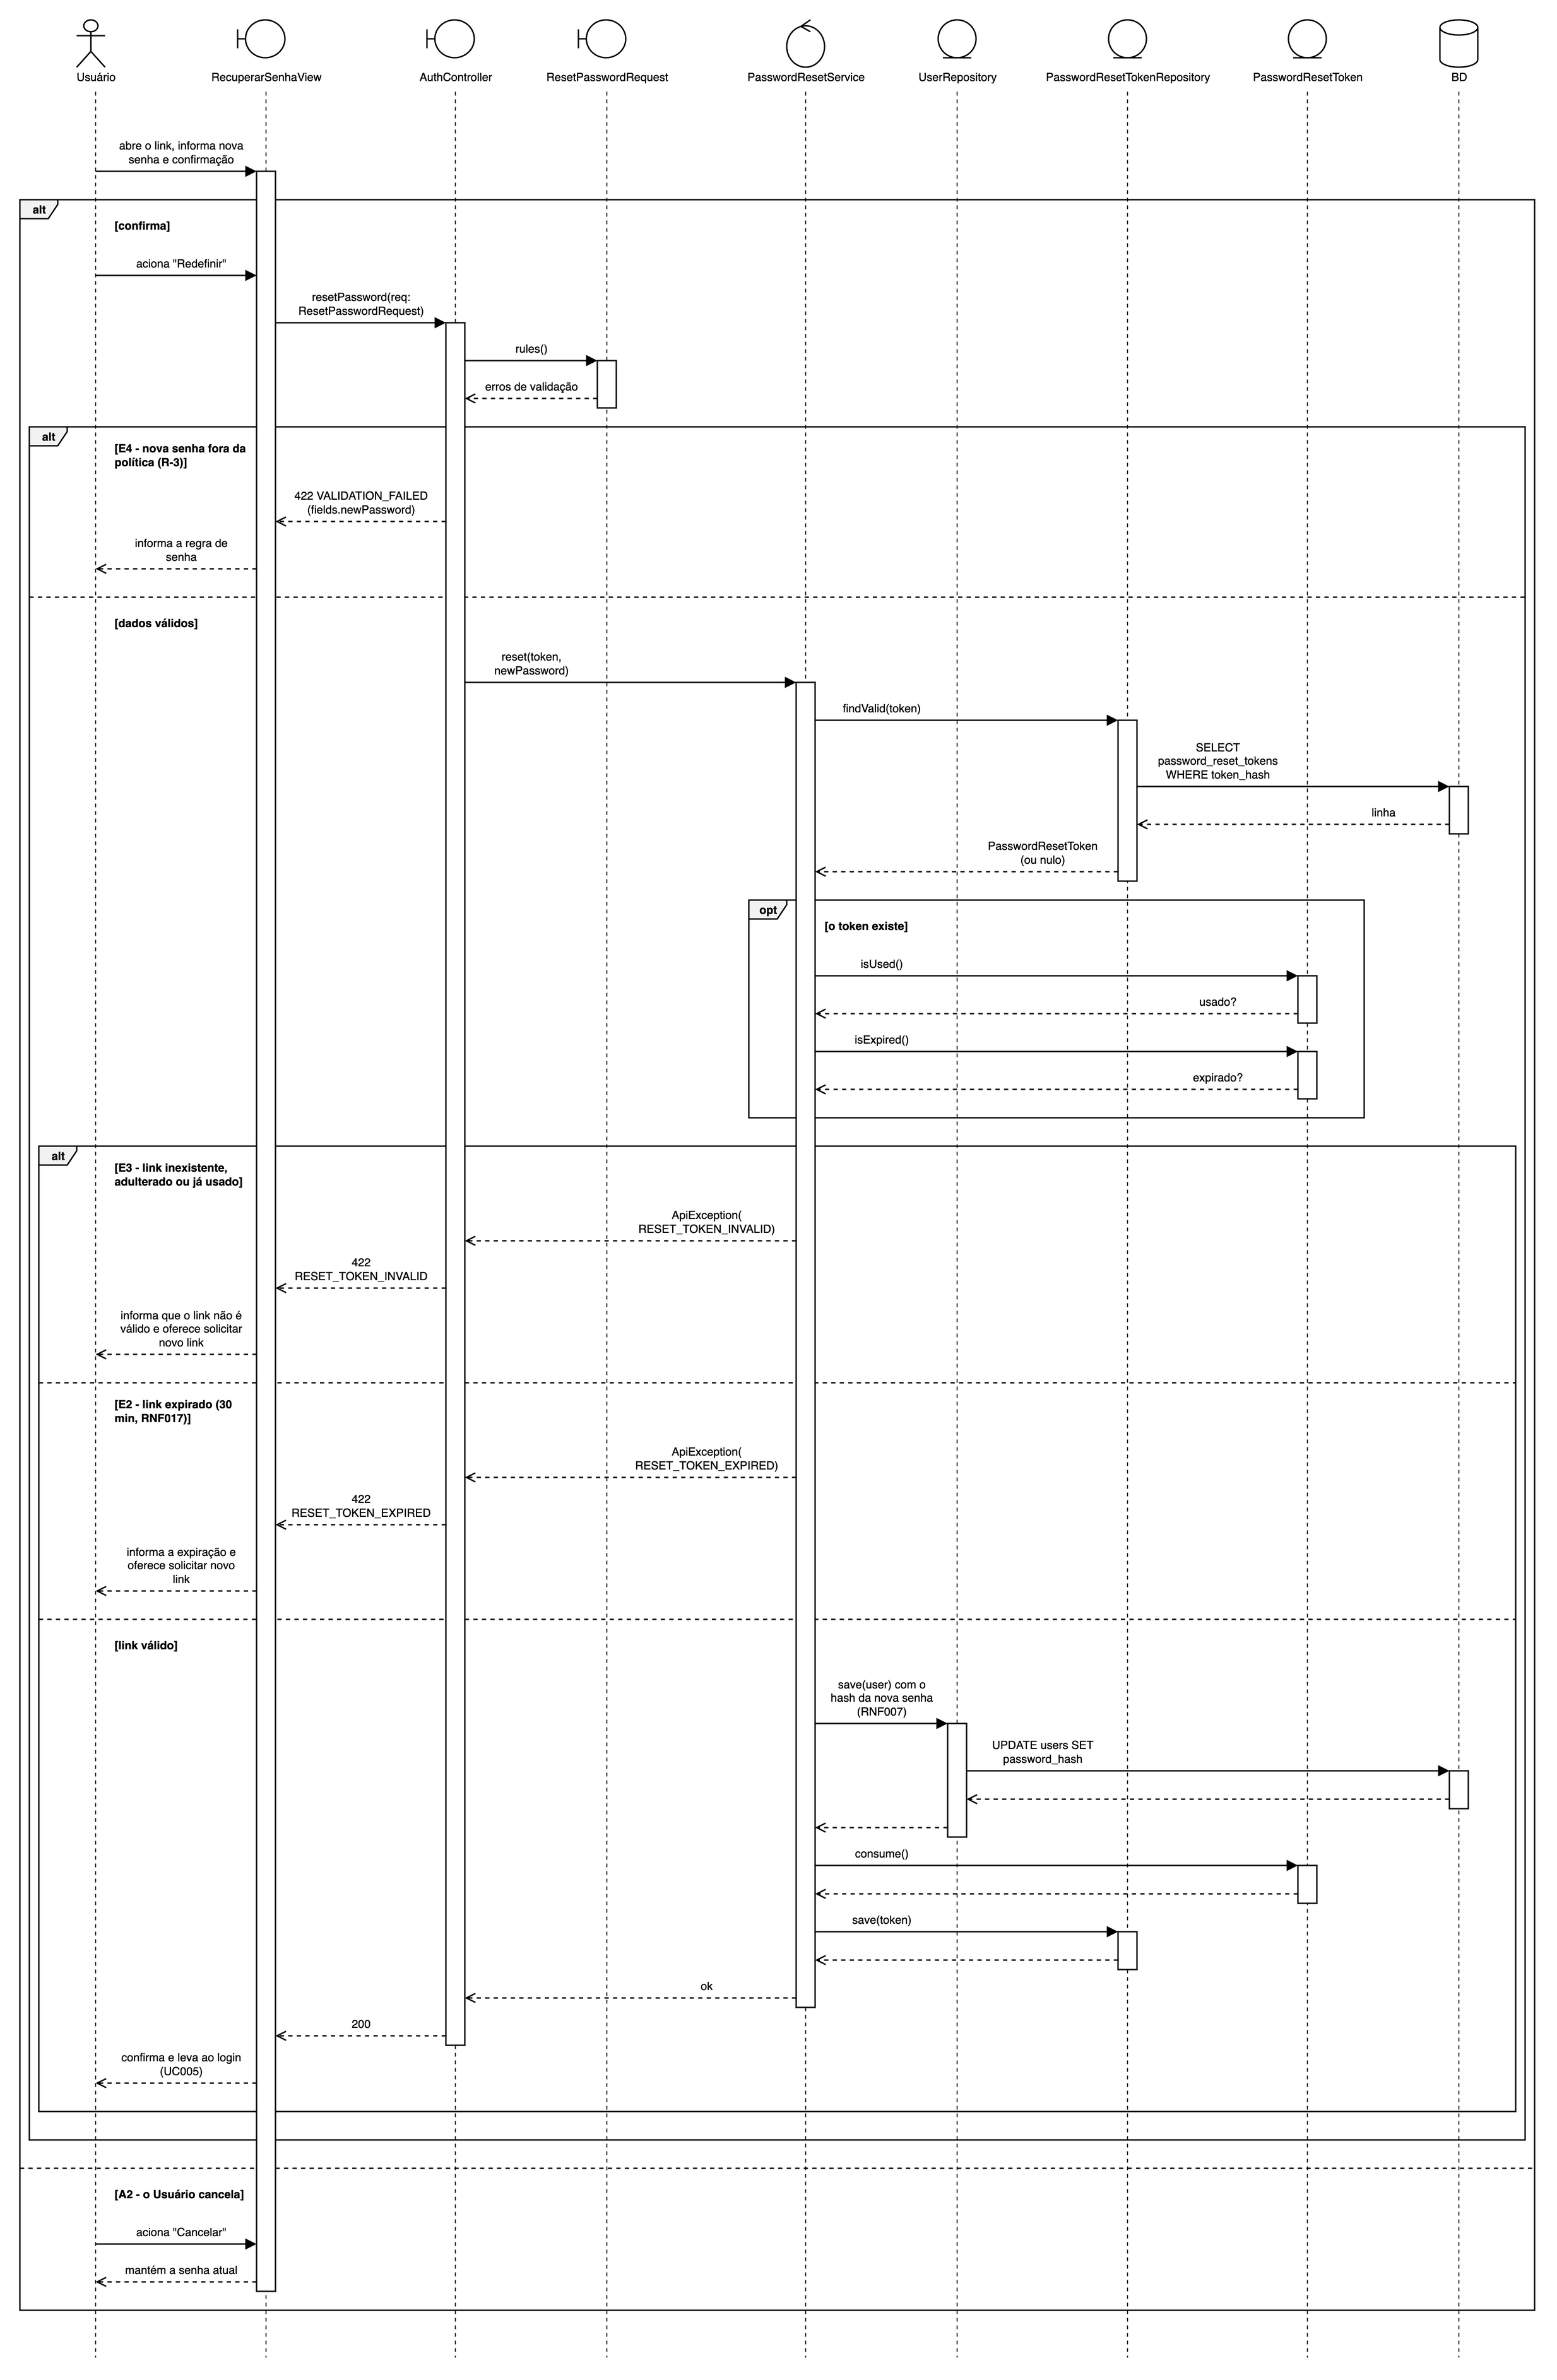 Usuário
RecuperarSenhaView
AuthController
ResetPasswordRequest
PasswordResetService
UserRepository
PasswordResetTokenRepository
PasswordResetToken
BD
abre o link, informa nova
senha e confirmação
alt
[confirma]
aciona "Redefinir"
resetPassword(req:
ResetPasswordRequest)
rules()
erros de validação
alt
[E4 - nova senha fora da
política (R-3)]
422 VALIDATION_FAILED
(fields.newPassword)
informa a regra de
senha
[dados válidos]
reset(token,
newPassword)
findValid(token)
SELECT
password_reset_tokens
WHERE token_hash
linha
PasswordResetToken
(ou nulo)
opt
[o token existe]
isUsed()
usado?
isExpired()
expirado?
alt
[E3 - link inexistente,
adulterado ou já usado]
ApiException(
RESET_TOKEN_INVALID)
422
RESET_TOKEN_INVALID
informa que o link não é
válido e oferece solicitar
novo link
[E2 - link expirado (30
min, RNF017)]
ApiException(
RESET_TOKEN_EXPIRED)
422
RESET_TOKEN_EXPIRED
informa a expiração e
oferece solicitar novo
link
[link válido]
save(user) com o
hash da nova senha
(RNF007)
UPDATE users SET
password_hash
consume()
save(token)
ok
200
confirma e leva ao login
(UC005)
[A2 - o Usuário cancela]
aciona "Cancelar"
mantém a senha atual